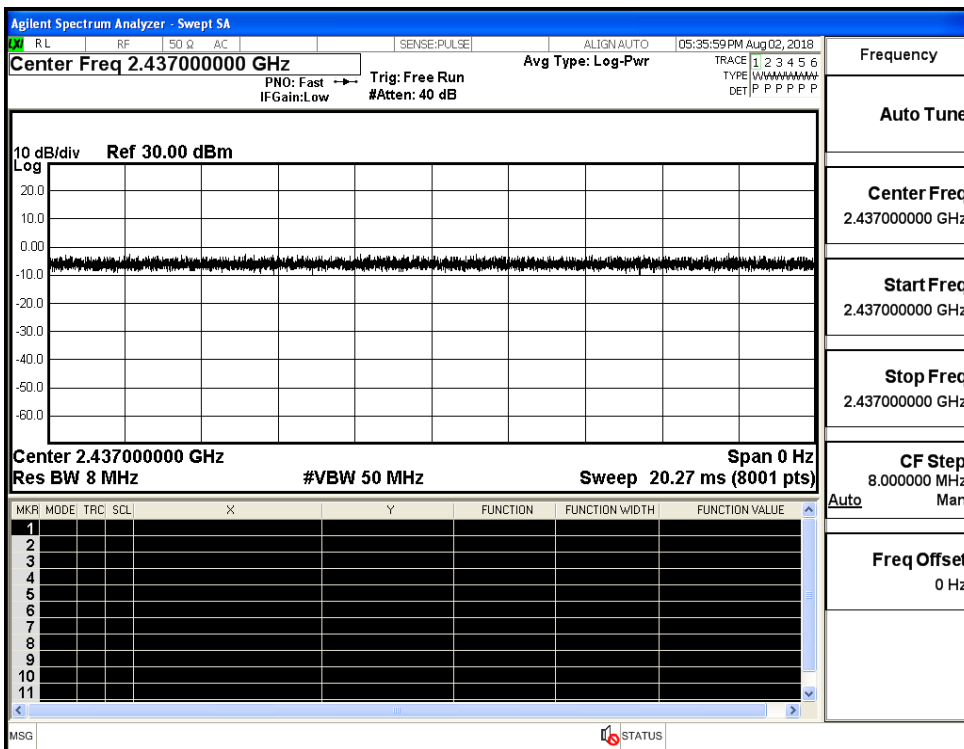 Agilent Spectrum Analyzer - Swept SA
LXI RL RF 50 Ω AC SENSE:PULSE ALIGN AUTO 05:35:59 PM Aug 02, 2018
Center Freq 2.437000000 GHz
PNO: Fast
IFGain:Low
Trig: Free Run
#Atten: 40 dB
Avg Type: Log-Pwr
TRACE 1 2 3 4 5 6
TYPE WWWWWW
DET P P P P P P
10 dB/div Ref 30.00 dBm
Log
20.0
10.0
0.00
-10.0
-20.0
-30.0
-40.0
-50.0
-60.0
Center 2.437000000 GHz Span 0 Hz
Res BW 8 MHz #VBW 50 MHz Sweep 20.27 ms (8001 pts)
MKR MODE TRC SCL X Y FUNCTION FUNCTION WIDTH FUNCTION VALUE
1
2
3
4
5
6
7
8
9
10
11
MSG STATUS
Frequency
Auto Tune
Center Freq
2.437000000 GHz
Start Freq
2.437000000 GHz
Stop Freq
2.437000000 GHz
CF Step
8.000000 MHz
Auto Man
Freq Offset
0 Hz